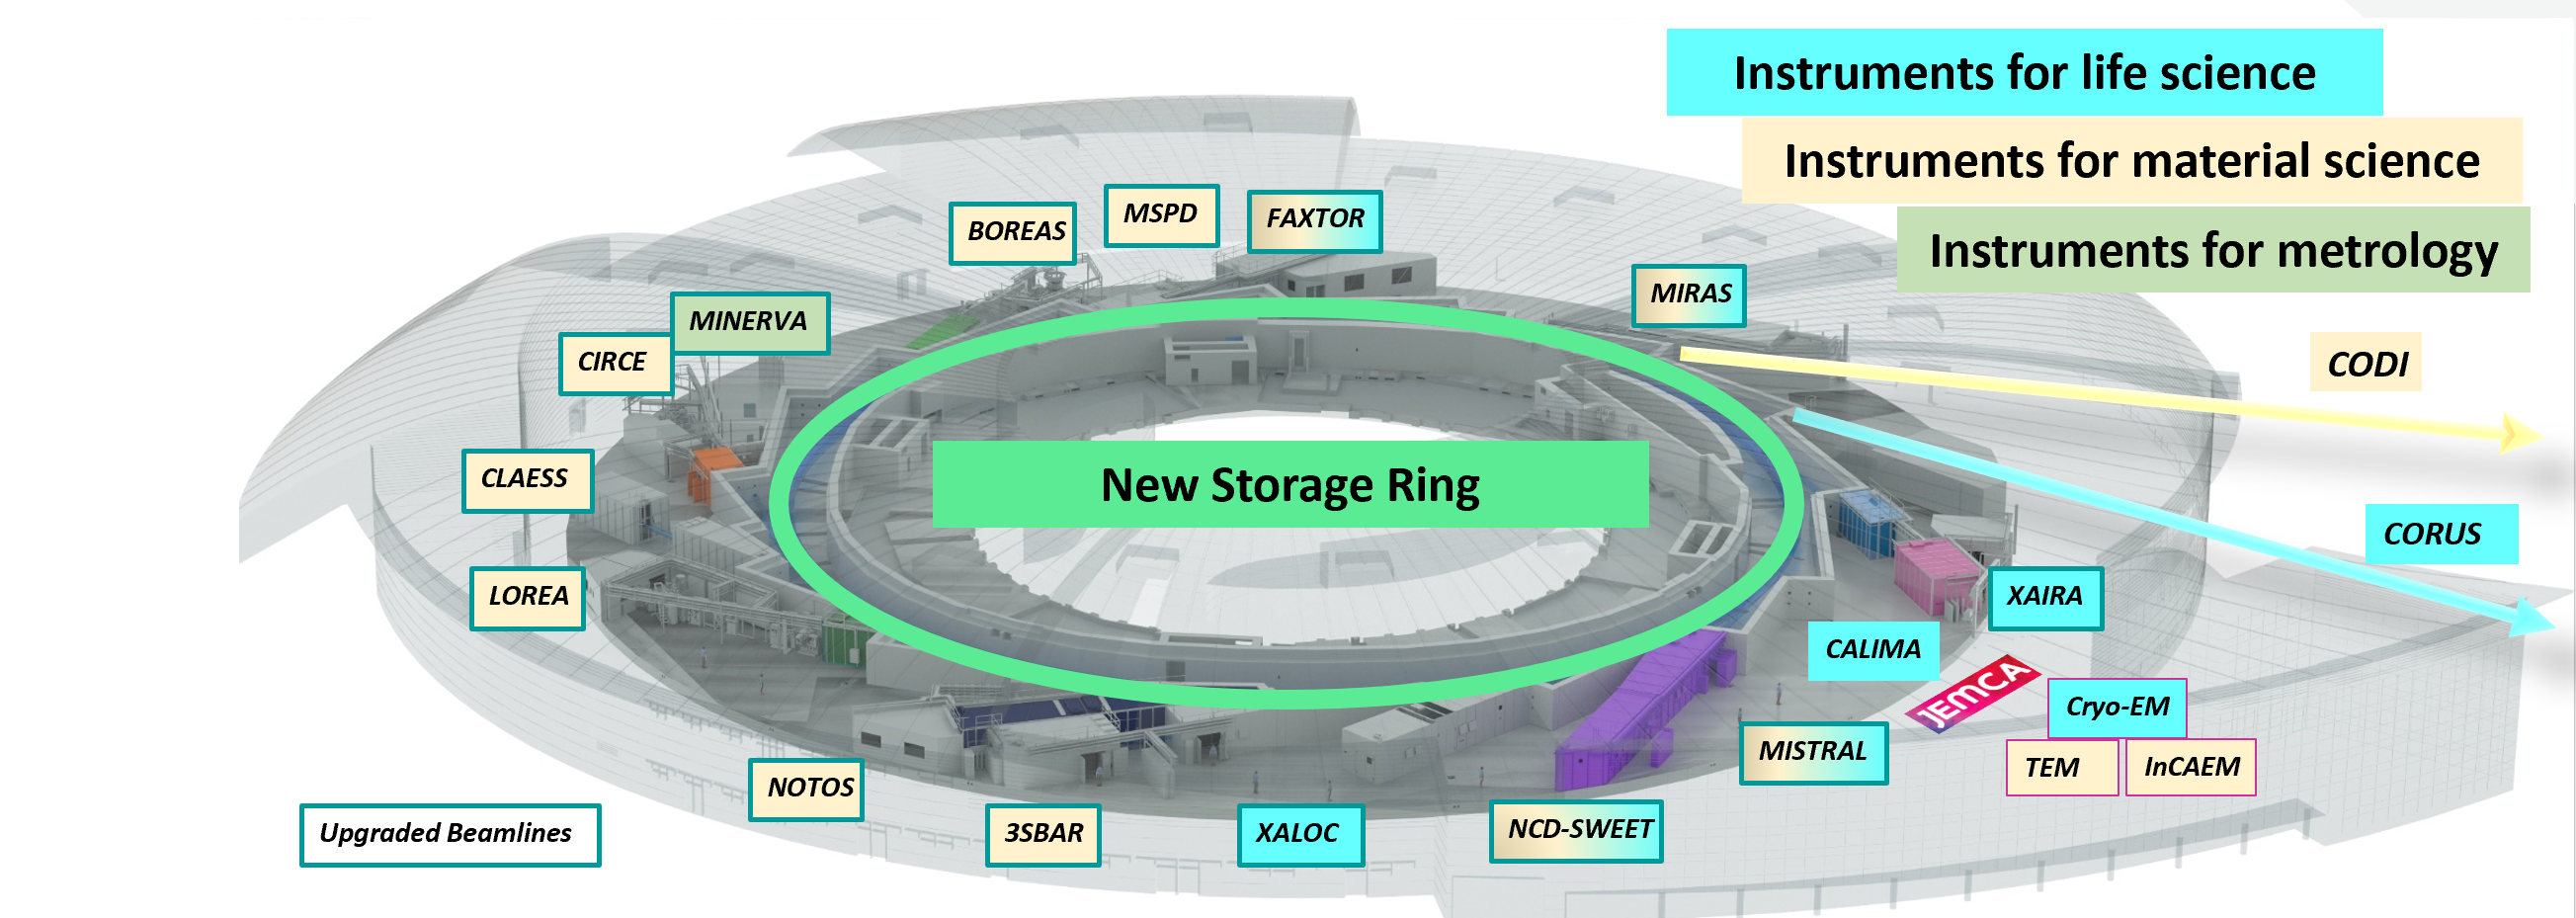 Instruments for life science
Instruments for material science
Instruments for metrology
BOREAS
MSPD
FAXTOR
MIRAS
MINERVA
CIRCE
CODI
CLAESS
New Storage Ring
CORUS
LOREA
XAIRA
CALIMA
JEMCA
Cryo-EM
MISTRAL
TEM
InCAEM
NOTOS
3SBAR
XALOC
NCD-SWEET
Upgraded Beamlines